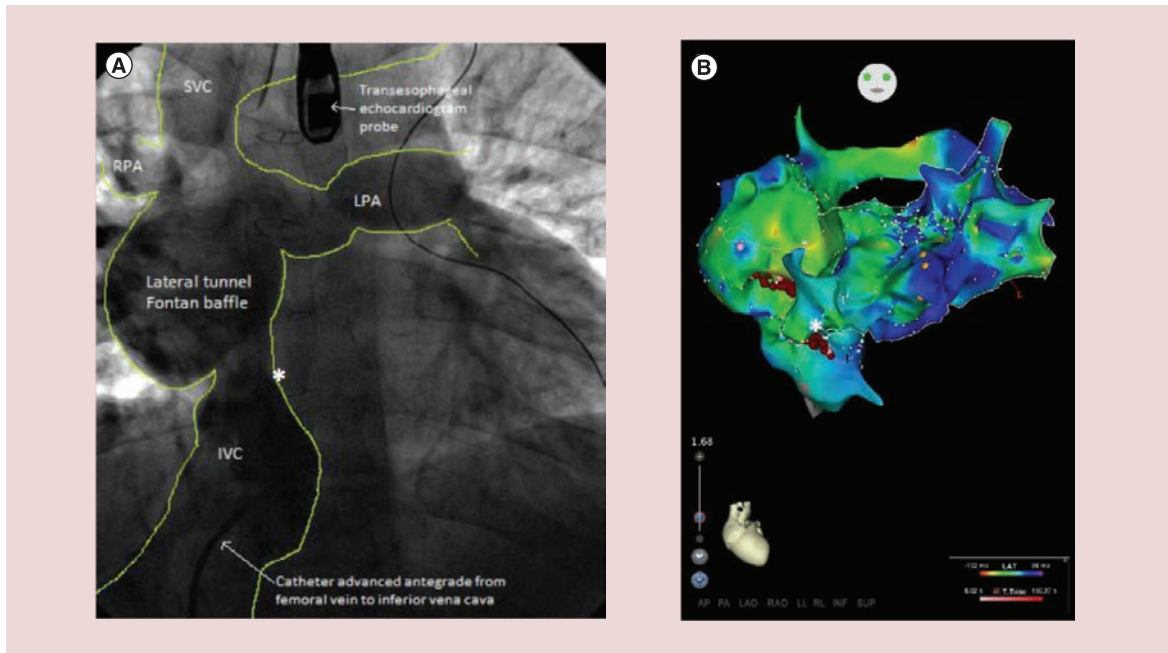 A
SVC
Transesophageal
echocardiogram
probe
RPA
LPA
Lateral tunnel
Fontan baffle
*
IVC
Catheter advanced antegrade from
femoral vein to inferior vena cava
B
*
1.68
LAT
T.Time
AP PA LAO RAO LL RL INF SUP